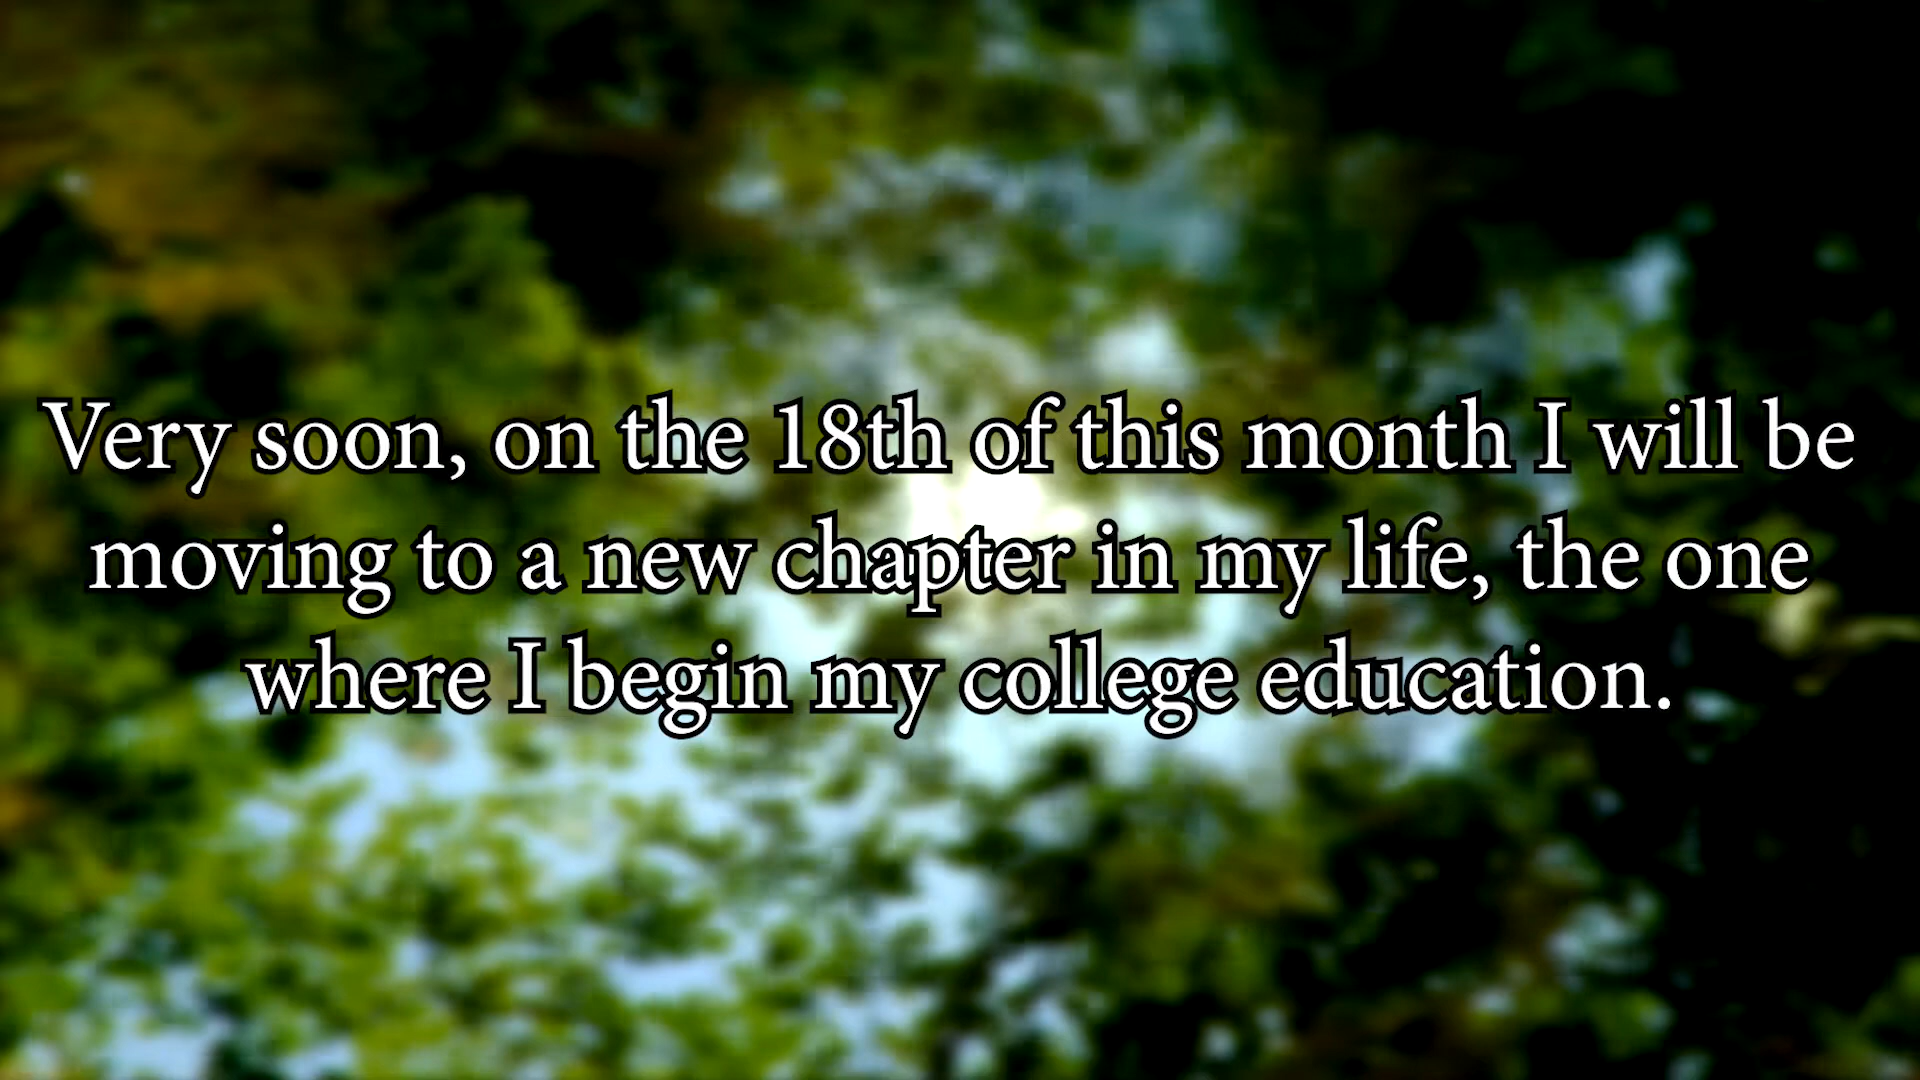 Very soon, on the 18th of this month I will be
moving to a new chapter in my life, the one
where I begin my college education.